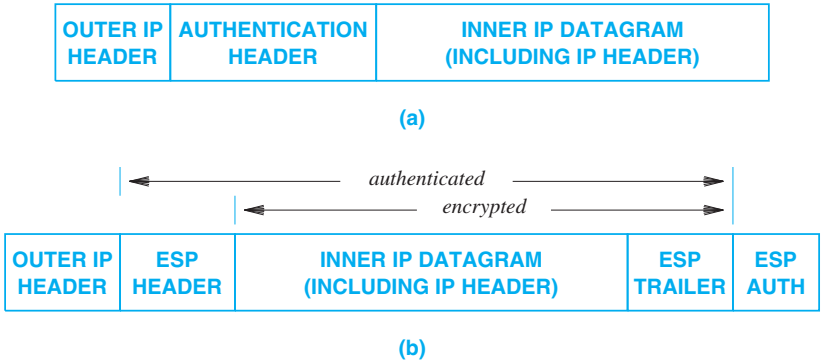 OUTER IP HEADER
AUTHENTICATION HEADER
INNER IP DATAGRAM
(INCLUDING IP HEADER)
(a)
authenticated
encrypted
OUTER IP HEADER
ESP HEADER
INNER IP DATAGRAM
(INCLUDING IP HEADER)
ESP TRAILER
ESP AUTH
(b)